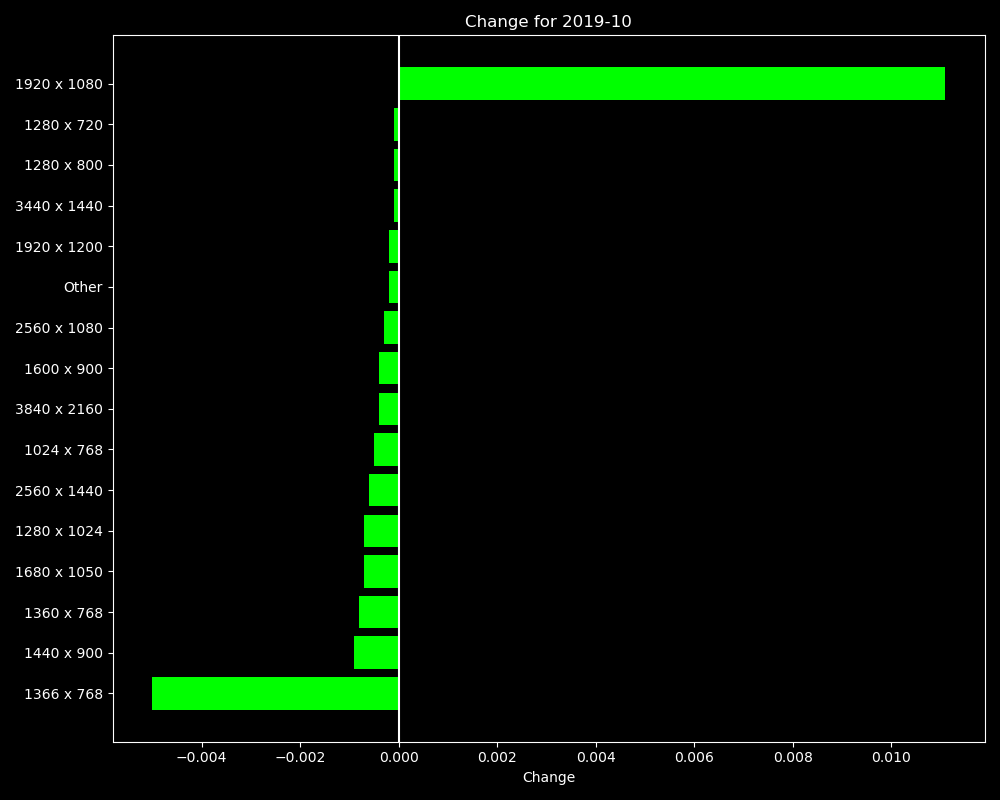 Change for 2019-10
1920 x 1080
1280 x 720
1280 x 800
3440 x 1440
1920 x 1200
Other
2560 x 1080
1600 x 900
3840 x 2160
1024 x 768
2560 x 1440
1280 x 1024
1680 x 1050
1360 x 768
1440 x 900
1366 x 768
−0.004 −0.002 0.000 0.002 0.004 0.006 0.008 0.010
Change